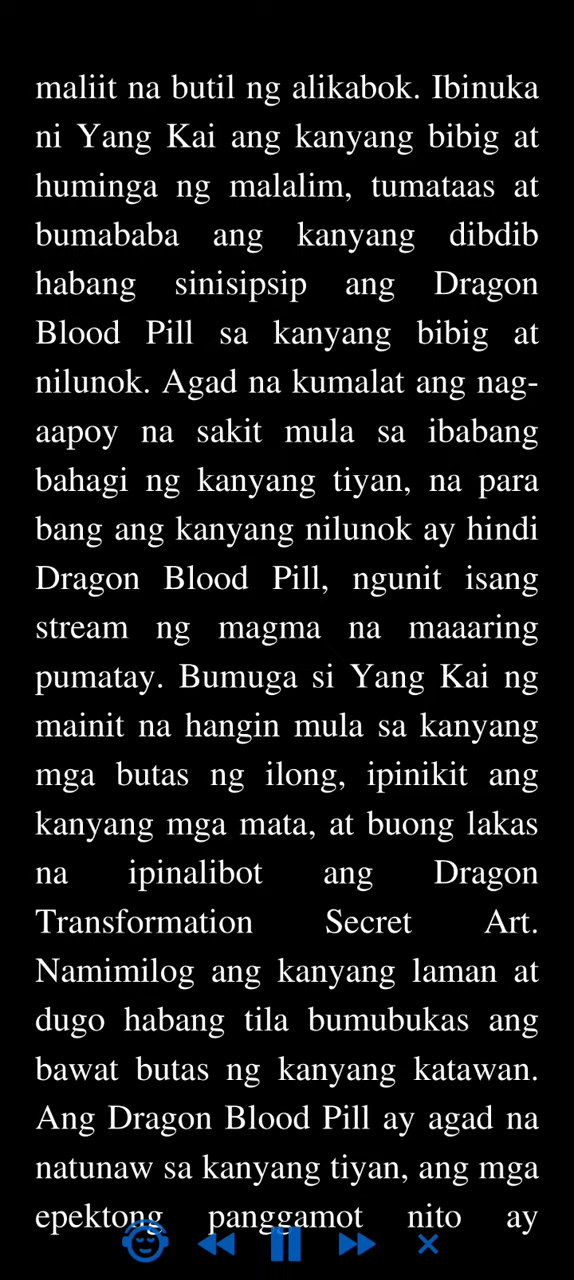 maliit na butil ng alikabok. Ibinuka
ni Yang Kai ang kanyang bibig at
huminga ng malalim, tumataas at
bumababa ang kanyang dibdib
habang sinisipsip ang Dragon
Blood Pill sa kanyang bibig at
nilunok. Agad na kumalat ang nag-
aapoy na sakit mula sa ibabang
bahagi ng kanyang tiyan, na para
bang ang kanyang nilunok ay hindi
Dragon Blood Pill, ngunit isang
stream ng magma na maaaring
pumatay. Bumuga si Yang Kai ng
mainit na hangin mula sa kanyang
mga butas ng ilong, ipinikit ang
kanyang mga mata, at buong lakas
na ipinalibot ang Dragon
Transformation Secret Art.
Namimilog ang kanyang laman at
dugo habang tila bumubukas ang
bawat butas ng kanyang katawan.
Ang Dragon Blood Pill ay agad na
natunaw sa kanyang tiyan, ang mga
epektong panggamot nito ay